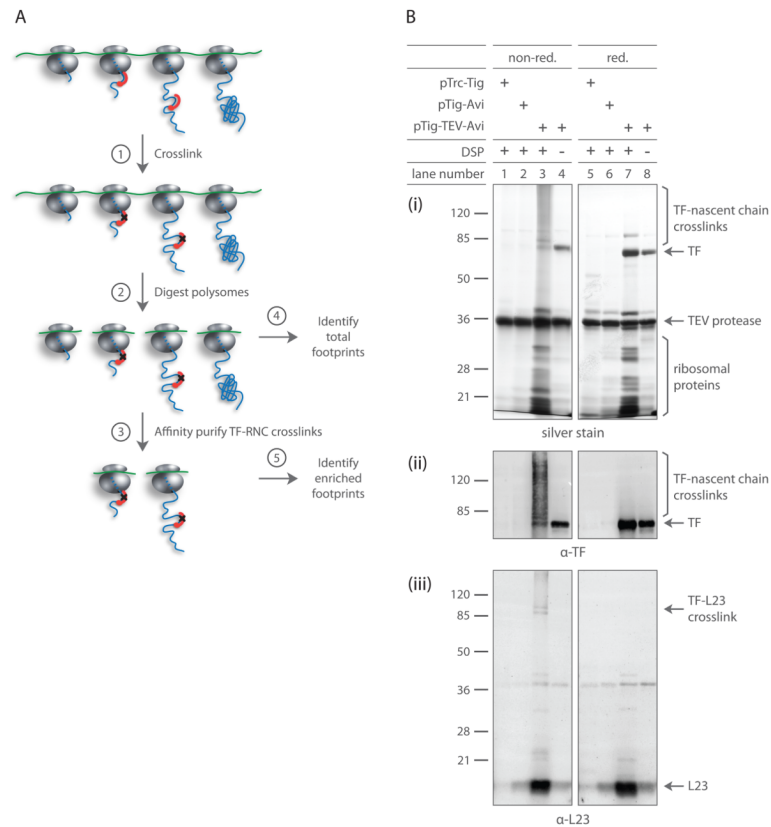 A
1 Crosslink
2 Digest polysomes
4
Identify
total
footprints
3 Affinity purify TF-RNC crosslinks
5
Identify
enriched
footprints
B
non-red. red.
pTrc-Tig + +
pTig-Avi + +
pTig-TEV-Avi + + + +
DSP + + + - + + + -
lane number 1 2 3 4 5 6 7 8
(i)
120
85
50
36
28
21
TF-nascent chain
crosslinks
TF
TEV protease
ribosomal
proteins
silver stain
(ii)
120
85
TF-nascent chain
crosslinks
TF
α-TF
(iii)
120
85
50
36
28
21
TF-L23
crosslink
L23
α-L23